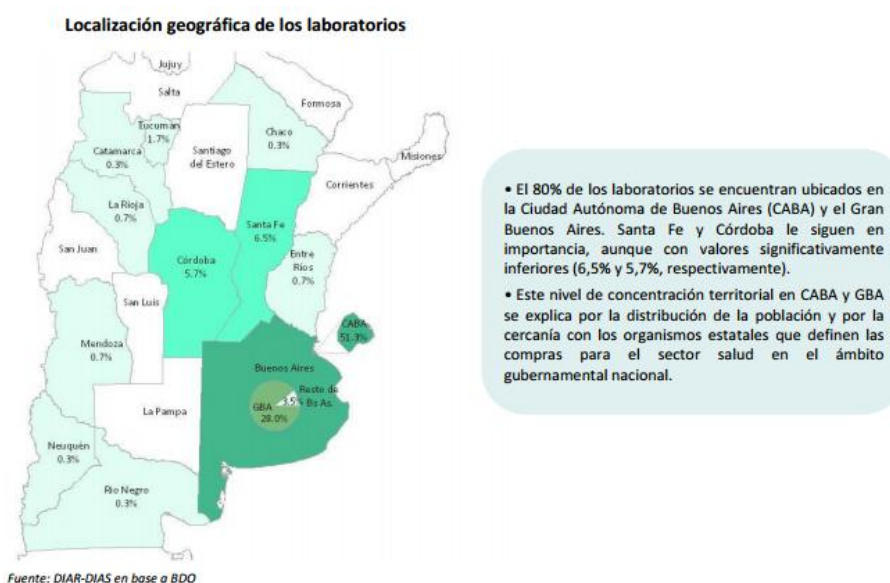 Localización geográfica de los laboratorios
Jujuy
Salta
Formosa
Tucumán
1.7%
Chaco
0.3%
Catamarca
0.3%
Santiago
del Estero
Misiones
Corrientes
La Rioja
0.7%
Santa Fe
6.5%
San Juan
Córdoba
5.7%
Entre
Ríos
0.7%
San Luis
CABA
51.3%
Mendoza
0.7%
Buenos Aires
Resto de
Bs As.
3.5%
GBA
28.0%
La Pampa
Neuquén
0.3%
Río Negro
0.3%
• El 80% de los laboratorios se encuentran ubicados en
la Ciudad Autónoma de Buenos Aires (CABA) y el Gran
Buenos Aires. Santa Fe y Córdoba le siguen en
importancia, aunque con valores significativamente
inferiores (6,5% y 5,7%, respectivamente).
• Este nivel de concentración territorial en CABA y GBA
se explica por la distribución de la población y por la
cercanía con los organismos estatales que definen las
compras para el sector salud en el ámbito
gubernamental nacional.
Fuente: DIAR-DIAS en base a BDO